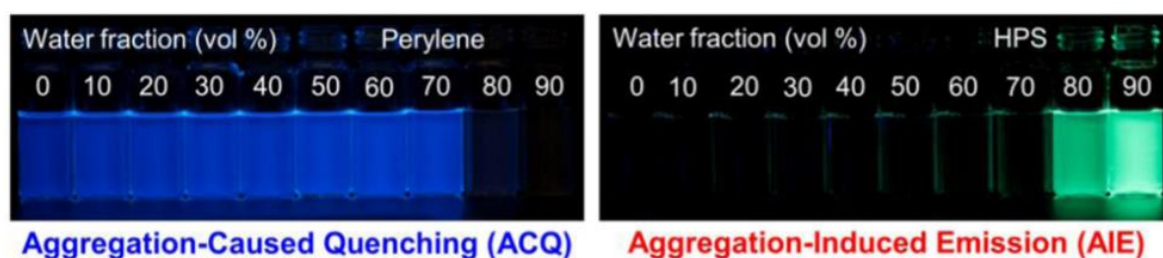 Water fraction (vol %) Perylene
0 10 20 30 40 50 60 70 80 90
Aggregation-Caused Quenching (ACQ)
Water fraction (vol %) HPS
0 10 20 30 40 50 60 70 80 90
Aggregation-Induced Emission (AIE)